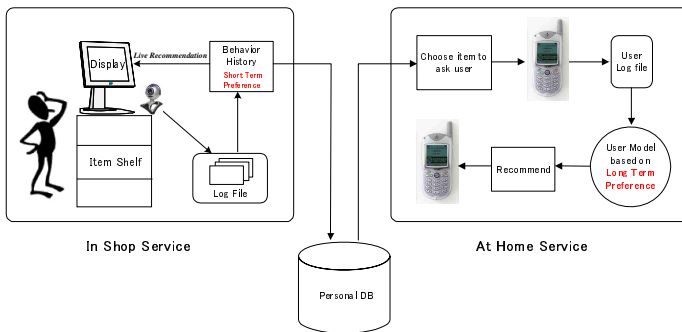 Display
Live Recommendation
Behavior
History
Short Term
Preference
Item Shelf
Log File
In Shop Service
Personal DB
Choose item to
ask user
User
Log file
User Model
based on
Long Term
Preference
Recommend
At Home Service